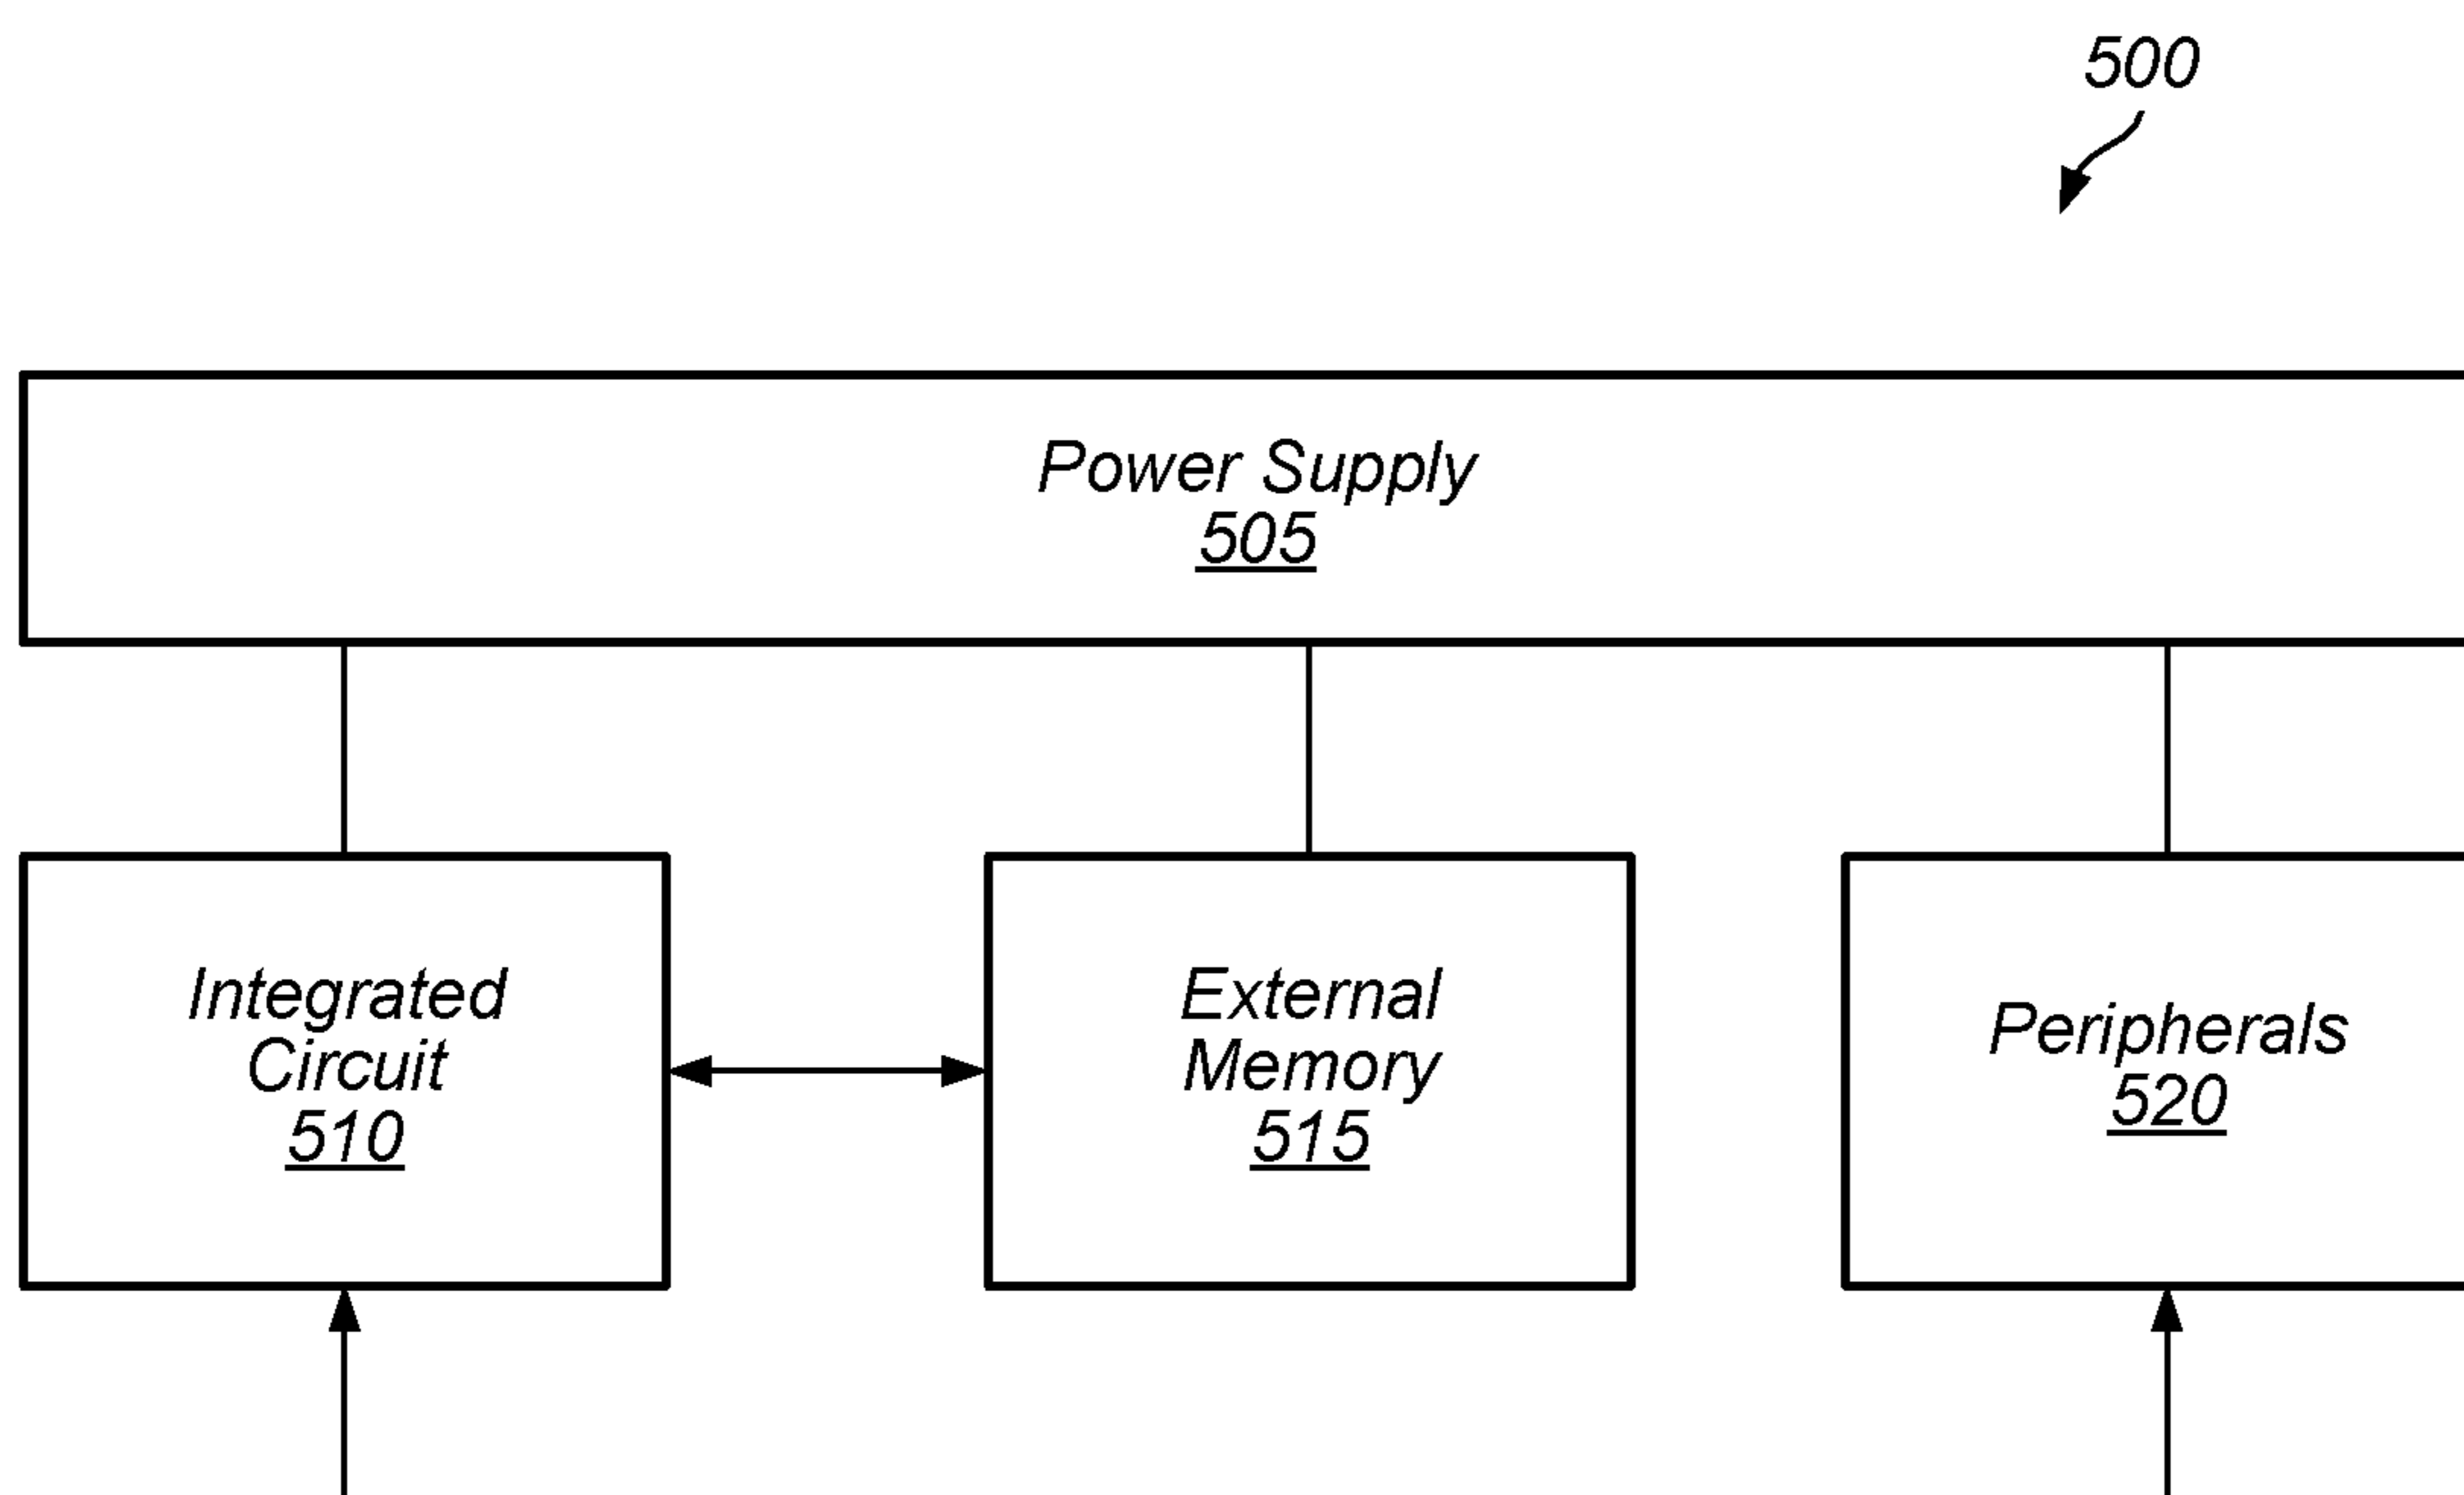 500
Power Supply
505
Integrated
Circuit
510
External
Memory
515
Peripherals
520